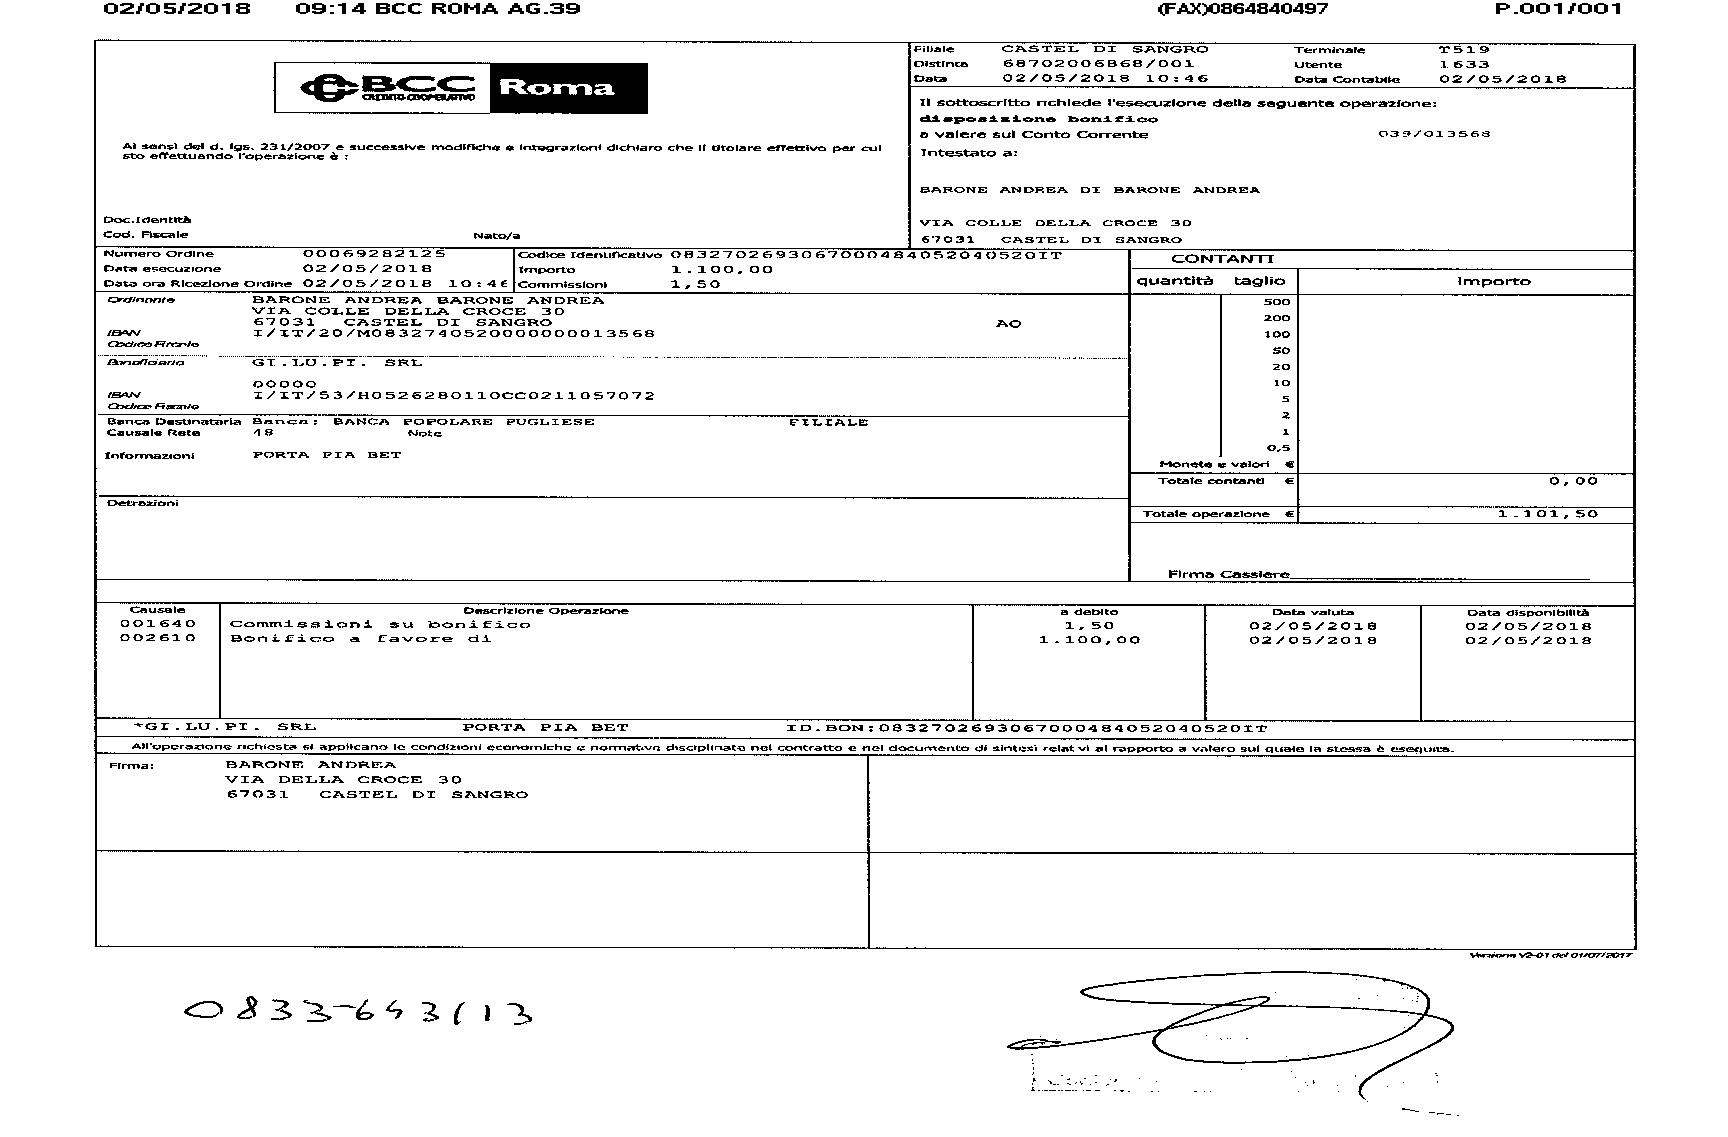 02/05/2018 09:14 BCC ROMA AG.39 (FAX)0864840497 P.001/001
BCC Roma
CREDITO COOPERATIVO
Filiale CASTEL DI SANGRO Terminale T519
Distinta 68702006868/001 Utente 1633
Data 02/05/2018 10:46 Data Contabile 02/05/2018
Ai sensi del d. lgs. 231/2007 e successive modifiche e integrazioni dichiaro che il titolare effettivo per cui
sto effettuando l'operazione è :
Doc.Identità
Cod. Fiscale Nato/a
Il sottoscritto richiede l'esecuzione della seguente operazione:
disposizione bonifico
a valere sul Conto Corrente 039/013568
Intestato a:
BARONE ANDREA DI BARONE ANDREA
VIA COLLE DELLA CROCE 30
67031 CASTEL DI SANGRO
Numero Ordine 00069282125 Codice Identificativo 0832702693067000484052040520IT
Data esecuzione 02/05/2018 Importo 1.100,00
Data ora Ricezione Ordine 02/05/2018 10:46 Commissioni 1,50
Ordinante BARONE ANDREA BARONE ANDREA
VIA COLLE DELLA CROCE 30
67031 CASTEL DI SANGRO AO
IBAN I/IT/20/M0832740520000000013568
Codice Fiscale
Beneficiario GI.LU.PI. SRL
00000
IBAN I/IT/53/H0526280110CC0211057072
Codice Fiscale
Banca Destinataria Banca: BANCA POPOLARE PUGLIESE FILIALE
Causale Rete 48 Note
Informazioni PORTA PIA BET
Detrazioni
CONTANTI
quantità taglio importo
500
200
100
50
20
10
5
2
1
0,5
Monete e valori €
Totale contanti € 0,00
Totale operazione € 1.101,50
Firma Cassiere
Causale Descrizione Operazione a debito Data valuta Data disponibilità
001640 Commissioni su bonifico 1,50 02/05/2018 02/05/2018
002610 Bonifico a favore di 1.100,00 02/05/2018 02/05/2018
*GI.LU.PI. SRL PORTA PIA BET ID.BON:0832702693067000484052040520IT
All'operazione richiesta si applicano le condizioni economiche e normative disciplinate nel contratto e nel documento di sintesi relativi al rapporto a valere sul quale la stessa è eseguita.
Firma: BARONE ANDREA
VIA DELLA CROCE 30
67031 CASTEL DI SANGRO
Versione V2-01 del 01/07/2017
0833-643113